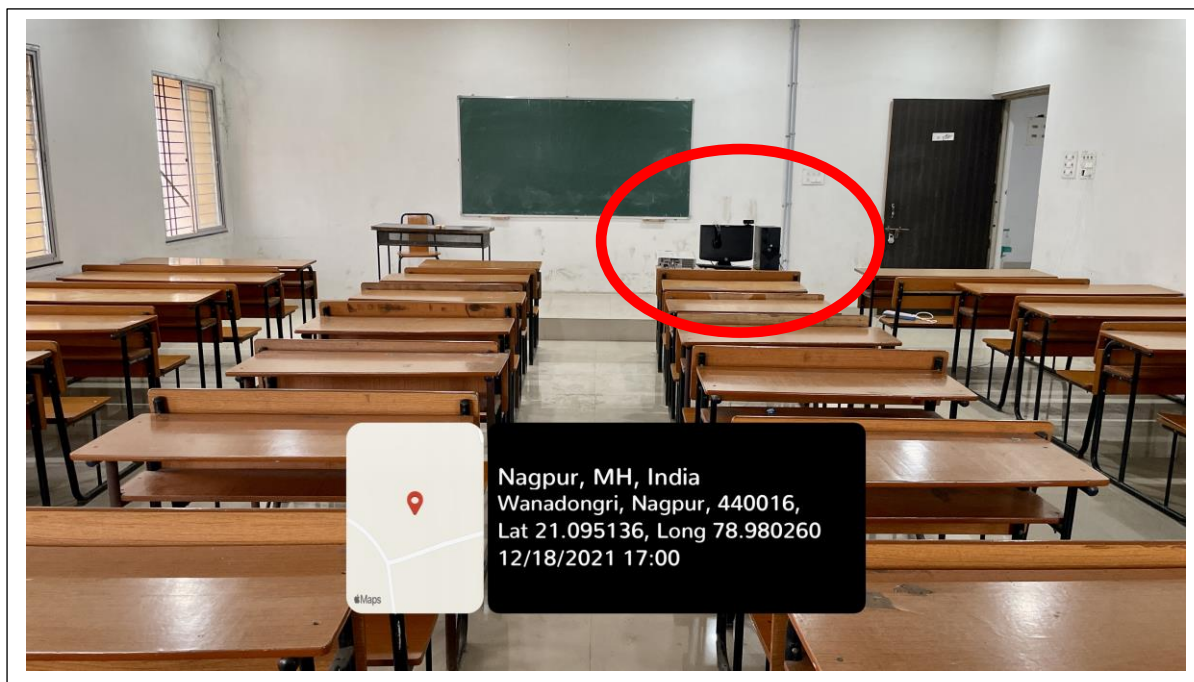 Nagpur, MH, India
Wanadongri, Nagpur, 440016,
Lat 21.095136, Long 78.980260
12/18/2021 17:00
Maps